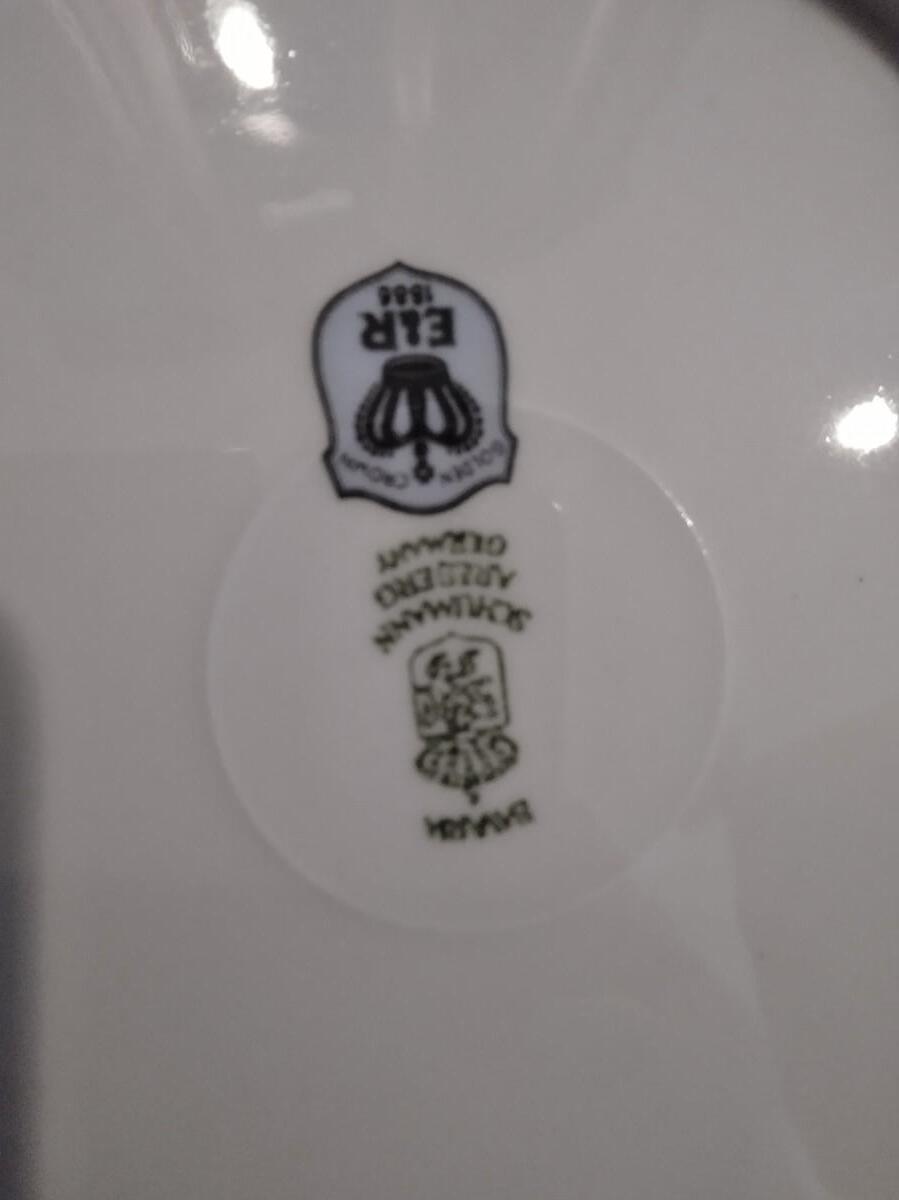 BAVARIA
SCHUMANN
ARZBERG
GERMANY
GOLDEN CROWN
E&R
1886